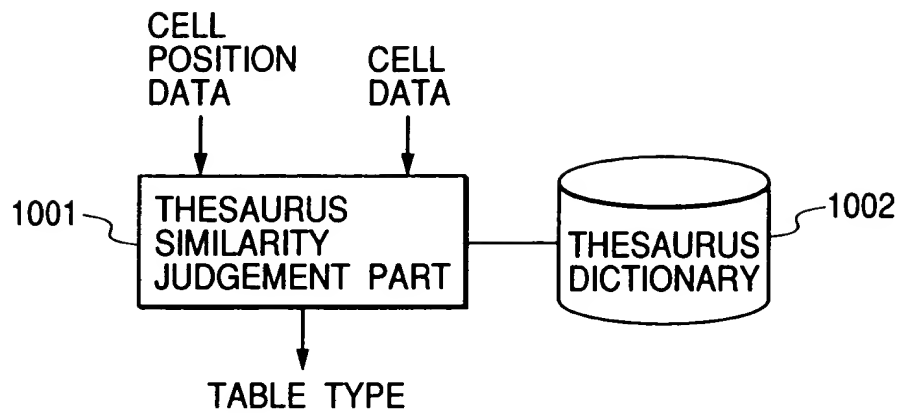 CELL
POSITION
DATA
CELL
DATA
1001
THESAURUS
SIMILARITY
JUDGEMENT PART
THESAURUS
DICTIONARY
1002
TABLE TYPE